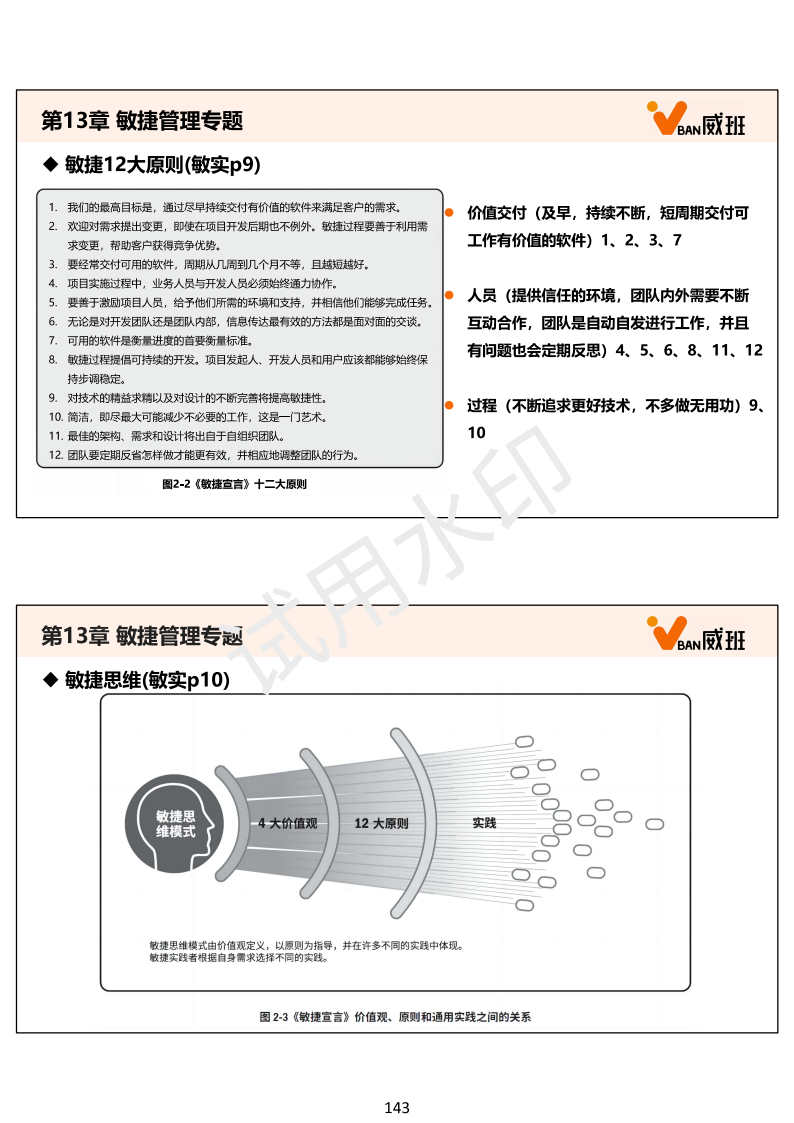 第13章 敏捷管理专题
BAN威班
◆ 敏捷12大原则(敏实p9)
1. 我们的最高目标是，通过尽早持续交付有价值的软件来满足客户的需求。
2. 欢迎对需求提出变更，即使在项目开发后期也不例外。敏捷过程要善于利用需
求变更，帮助客户获得竞争优势。
3. 要经常交付可用的软件，周期从几周到几个月不等，且越短越好。
4. 项目实施过程中，业务人员与开发人员必须始终通力协作。
5. 要善于激励项目人员，给予他们所需的环境和支持，并相信他们能够完成任务。
6. 无论是对开发团队还是团队内部，信息传达最有效的方法都是面对面的交谈。
7. 可用的软件是衡量进度的首要衡量标准。
8. 敏捷过程提倡可持续的开发。项目发起人、开发人员和用户应该都能够始终保
持步调稳定。
9. 对技术的精益求精以及对设计的不断完善将提高敏捷性。
10. 简洁，即尽最大可能减少不必要的工作，这是一门艺术。
11. 最佳的架构、需求和设计将出自于自组织团队。
12. 团队要定期反省怎样做才能更有效，并相应地调整团队的行为。
图2-2《敏捷宣言》十二大原则
● 价值交付（及早，持续不断，短周期交付可
工作有价值的软件）1、2、3、7
● 人员（提供信任的环境，团队内外需要不断
互动合作，团队是自动自发进行工作，并且
有问题也会定期反思）4、5、6、8、11、12
● 过程（不断追求更好技术，不多做无用功）9、
10
试用水印
第13章 敏捷管理专题
BAN威班
◆ 敏捷思维(敏实p10)
敏捷思
维模式
4 大价值观
12 大原则
实践
敏捷思维模式由价值观定义，以原则为指导，并在许多不同的实践中体现。
敏捷实践者根据自身需求选择不同的实践。
图 2-3《敏捷宣言》价值观、原则和通用实践之间的关系
143